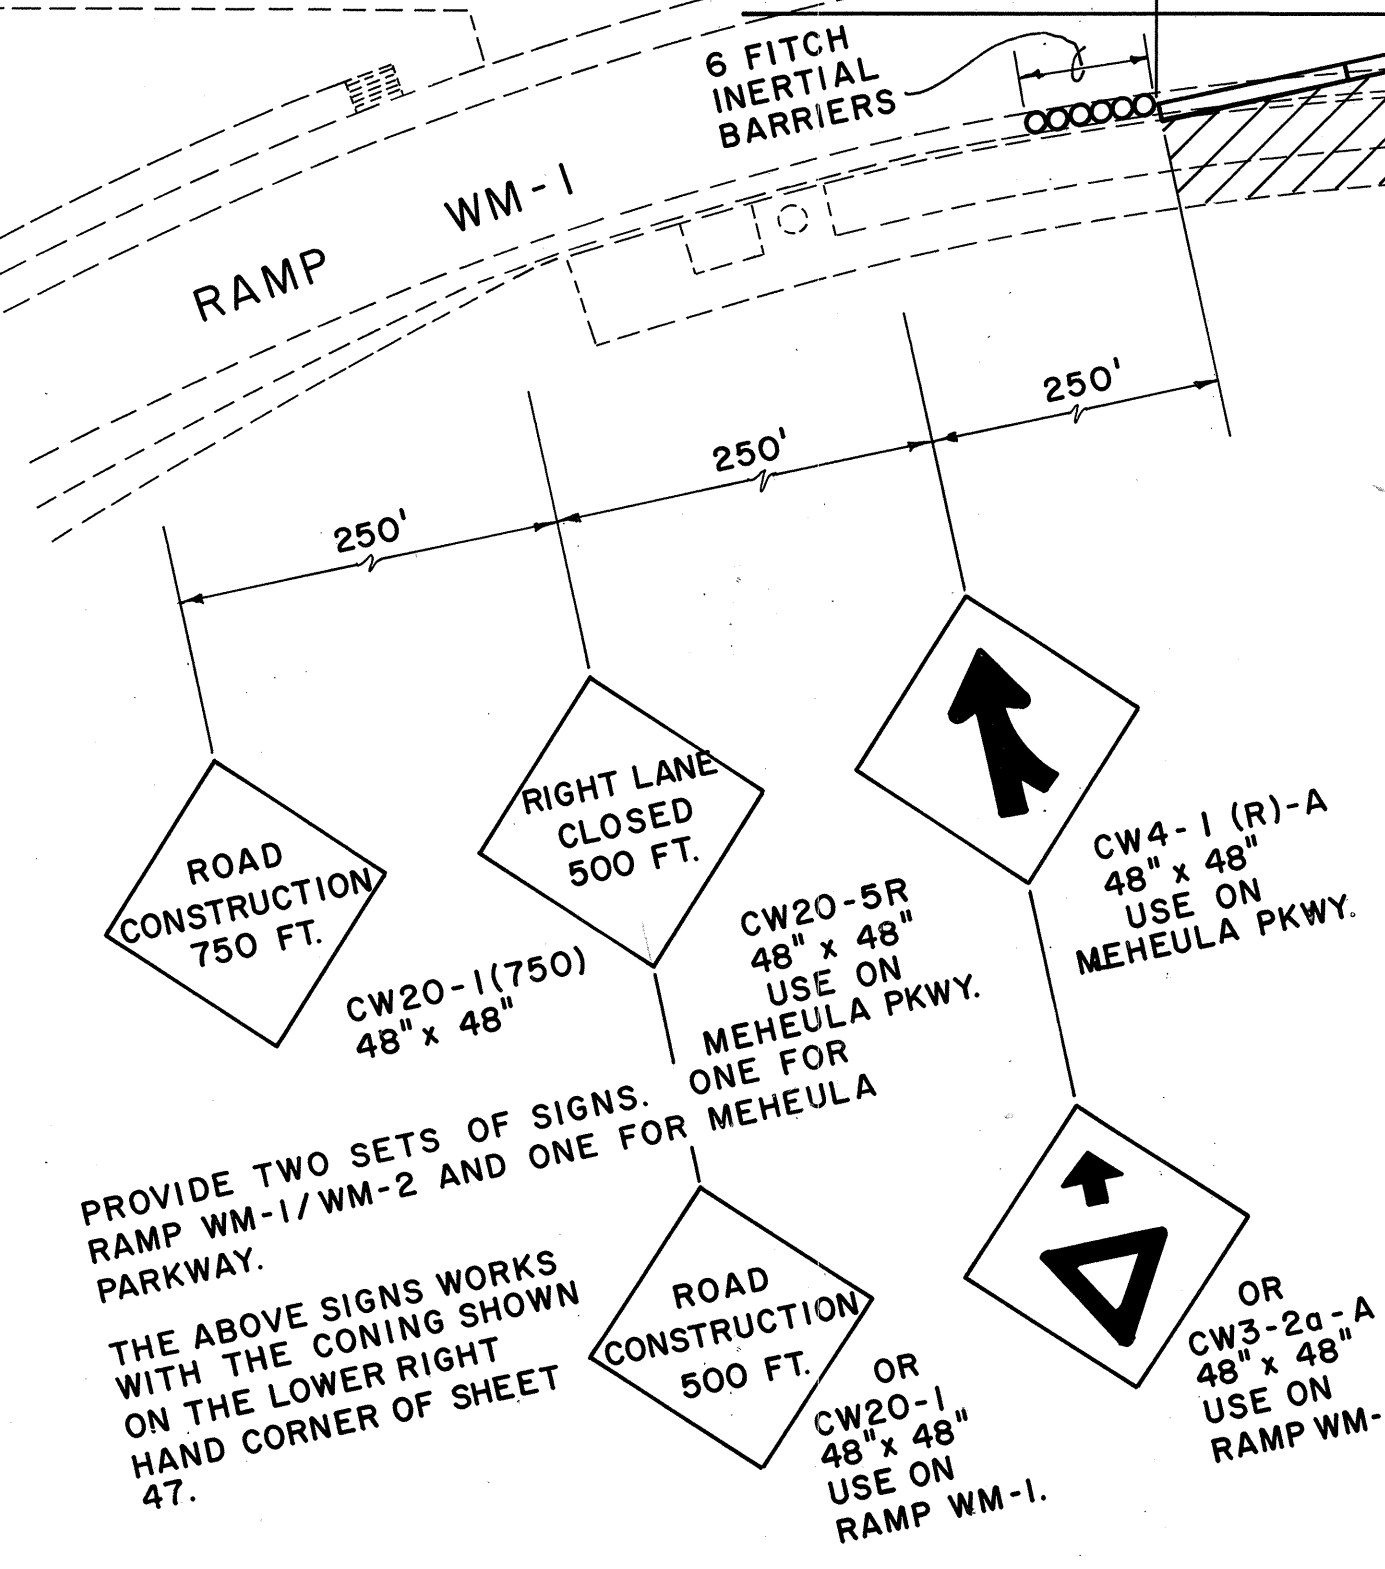 6 FITCH
INERTIAL
BARRIERS
RAMP WM-1
250'
250'
250'
ROAD
CONSTRUCTION
750 FT.
CW20-1(750)
48" x 48"
RIGHT LANE
CLOSED
500 FT.
CW20-5R
48" x 48"
USE ON
MEHEULA PKWY.
CW4-1 (R)-A
48" x 48"
USE ON
MEHEULA PKWY.
PROVIDE TWO SETS OF SIGNS. ONE FOR
RAMP WM-1/WM-2 AND ONE FOR MEHEULA
PARKWAY.
THE ABOVE SIGNS WORKS
WITH THE CONING SHOWN
ON THE LOWER RIGHT
HAND CORNER OF SHEET
47.
ROAD
CONSTRUCTION
500 FT.
OR
CW20-1
48" x 48"
USE ON
RAMP WM-1.
OR
CW3-2a-A
48" x 48"
USE ON
RAMP WM-